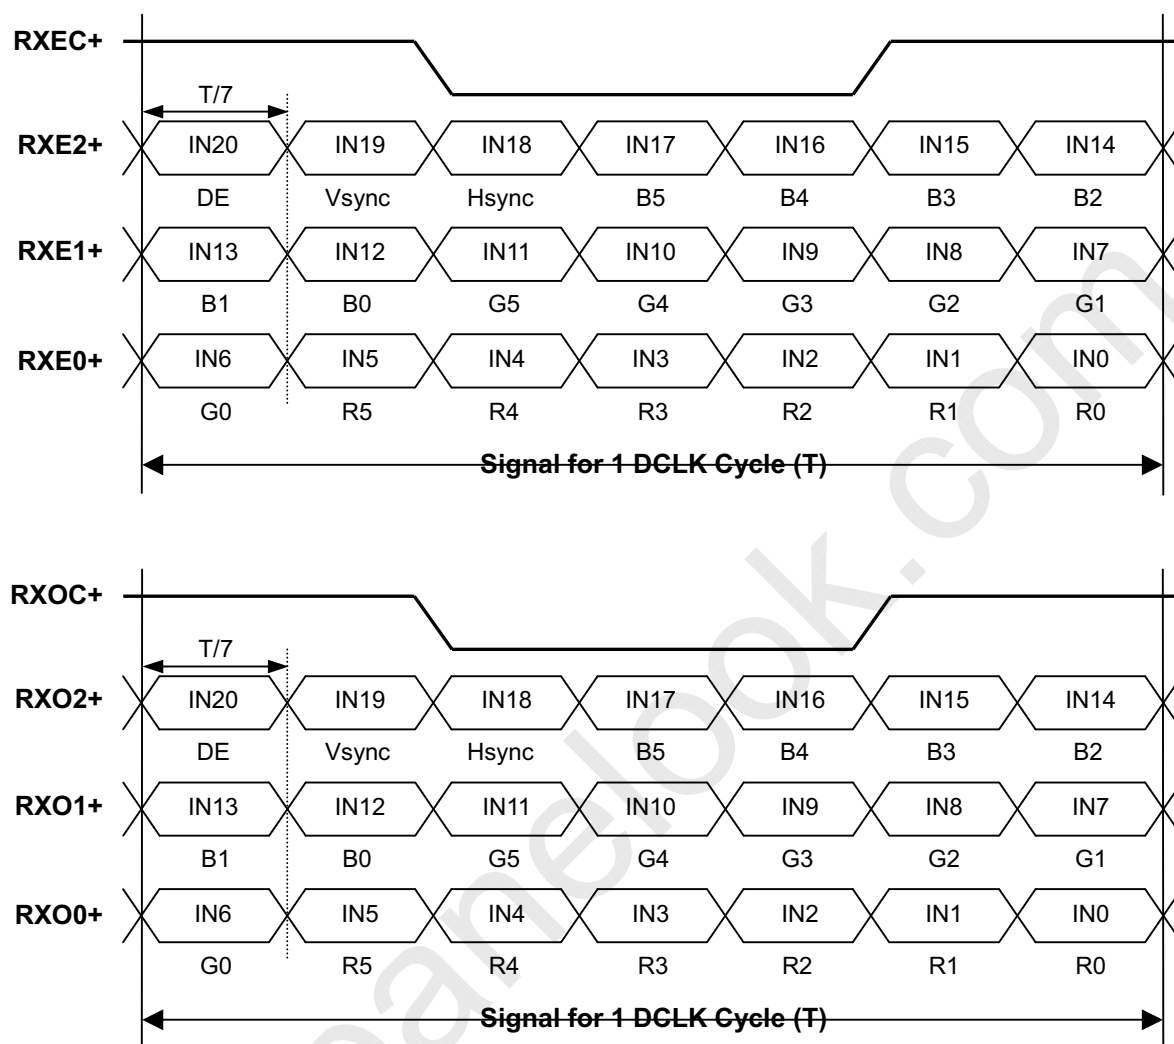 RXEC+
T/7
RXE2+ IN20 IN19 IN18 IN17 IN16 IN15 IN14
DE Vsync Hsync B5 B4 B3 B2
RXE1+ IN13 IN12 IN11 IN10 IN9 IN8 IN7
B1 B0 G5 G4 G3 G2 G1
RXE0+ IN6 IN5 IN4 IN3 IN2 IN1 IN0
G0 R5 R4 R3 R2 R1 R0
Signal for 1 DCLK Cycle (T)
RXOC+
T/7
RXO2+ IN20 IN19 IN18 IN17 IN16 IN15 IN14
DE Vsync Hsync B5 B4 B3 B2
RXO1+ IN13 IN12 IN11 IN10 IN9 IN8 IN7
B1 B0 G5 G4 G3 G2 G1
RXO0+ IN6 IN5 IN4 IN3 IN2 IN1 IN0
G0 R5 R4 R3 R2 R1 R0
Signal for 1 DCLK Cycle (T)
panelook.com